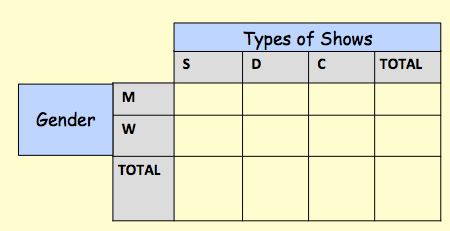 Types of Shows
S D C TOTAL
Gender
M
W
TOTAL